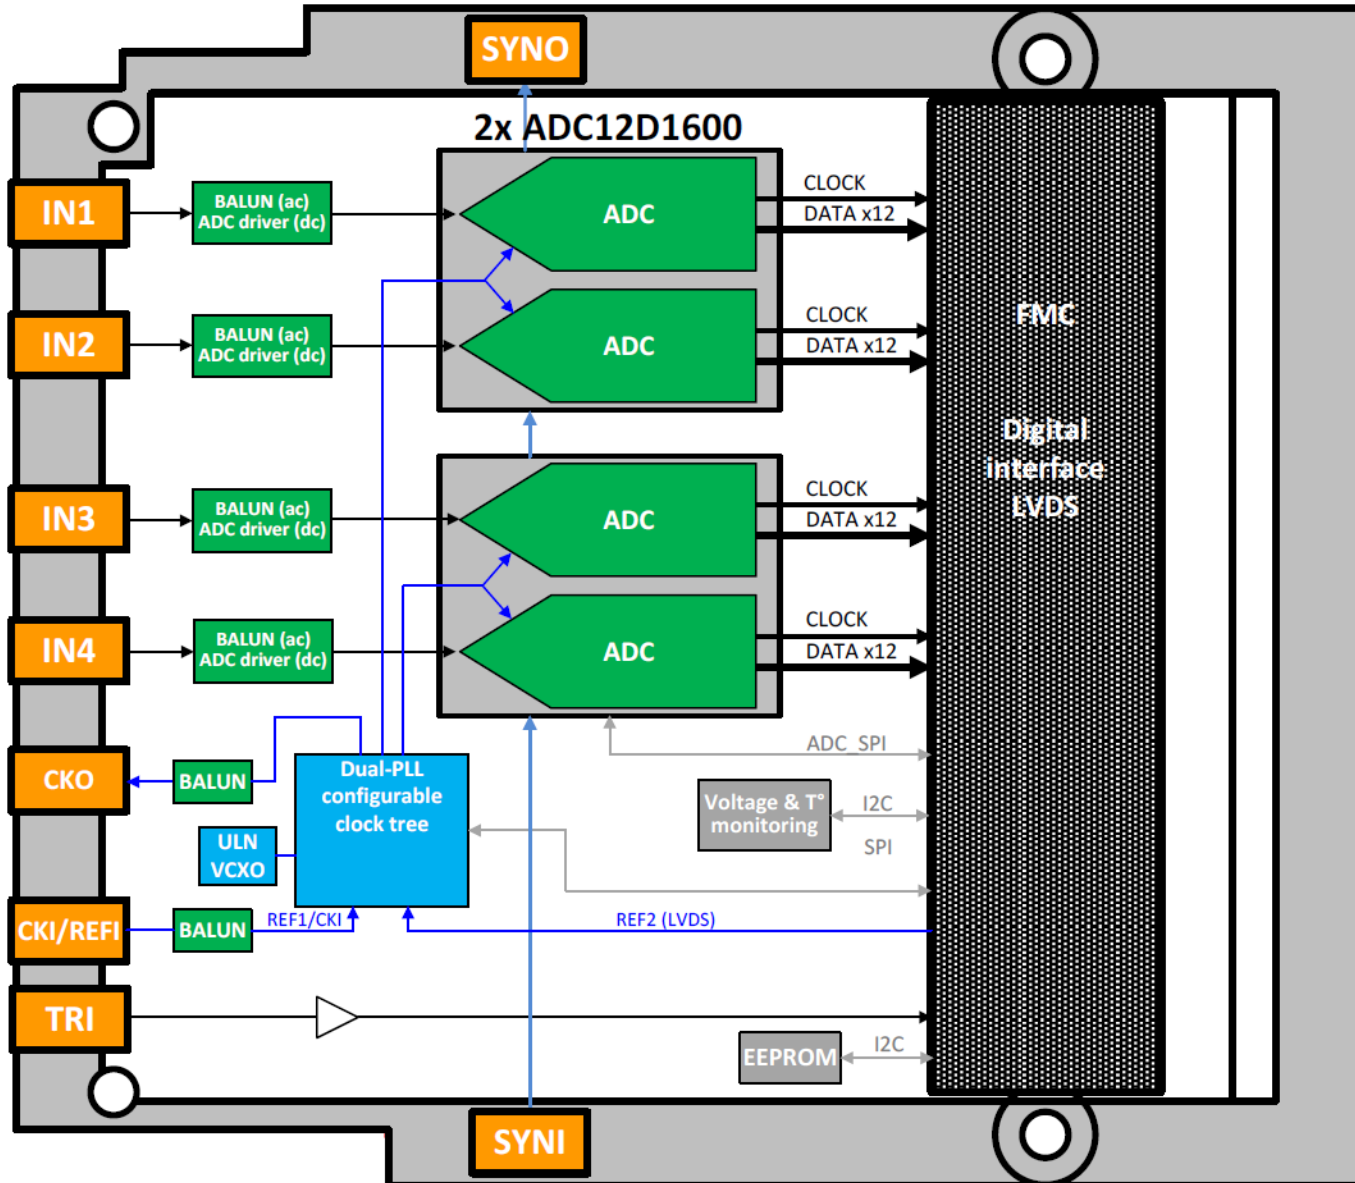 SYNO
2x ADC12D1600
IN1
BALUN (ac)
ADC driver (dc)
ADC
CLOCK
DATA x12
IN2
BALUN (ac)
ADC driver (dc)
ADC
CLOCK
DATA x12
FMC
Digital
interface
LVDS
IN3
BALUN (ac)
ADC driver (dc)
ADC
CLOCK
DATA x12
IN4
BALUN (ac)
ADC driver (dc)
ADC
CLOCK
DATA x12
ADC_SPI
CKO
BALUN
Dual-PLL
configurable
clock tree
Voltage & T°
monitoring
I2C
SPI
ULN
VCXO
CKI/REFI
BALUN
REF1/CKI
REF2 (LVDS)
TRI
EEPROM
I2C
SYNI